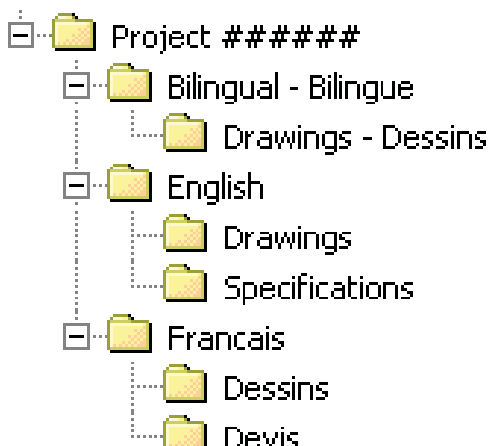 Project ######
Bilingual - Bilingue
Drawings - Dessins
English
Drawings
Specifications
Francais
Dessins
Devis